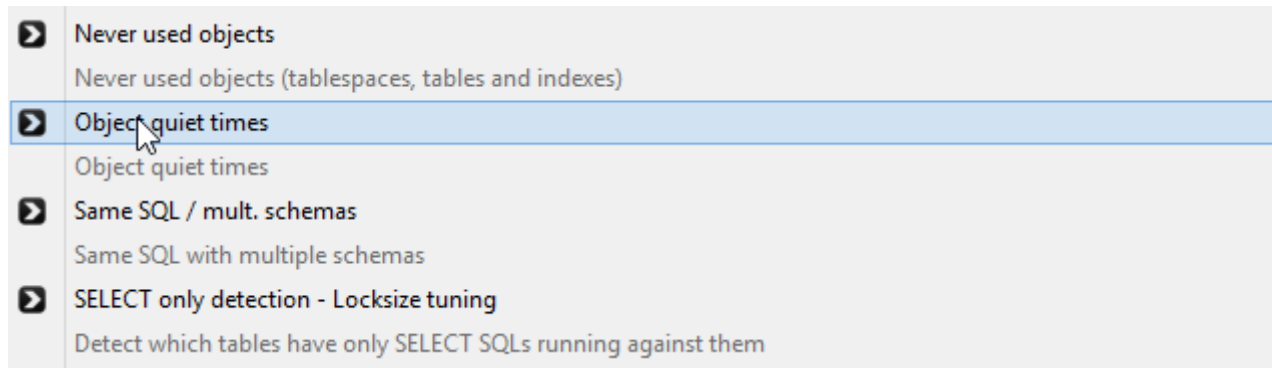 Never used objects
Never used objects (tablespaces, tables and indexes)
Object quiet times
Object quiet times
Same SQL / mult. schemas
Same SQL with multiple schemas
SELECT only detection - Locksize tuning
Detect which tables have only SELECT SQLs running against them